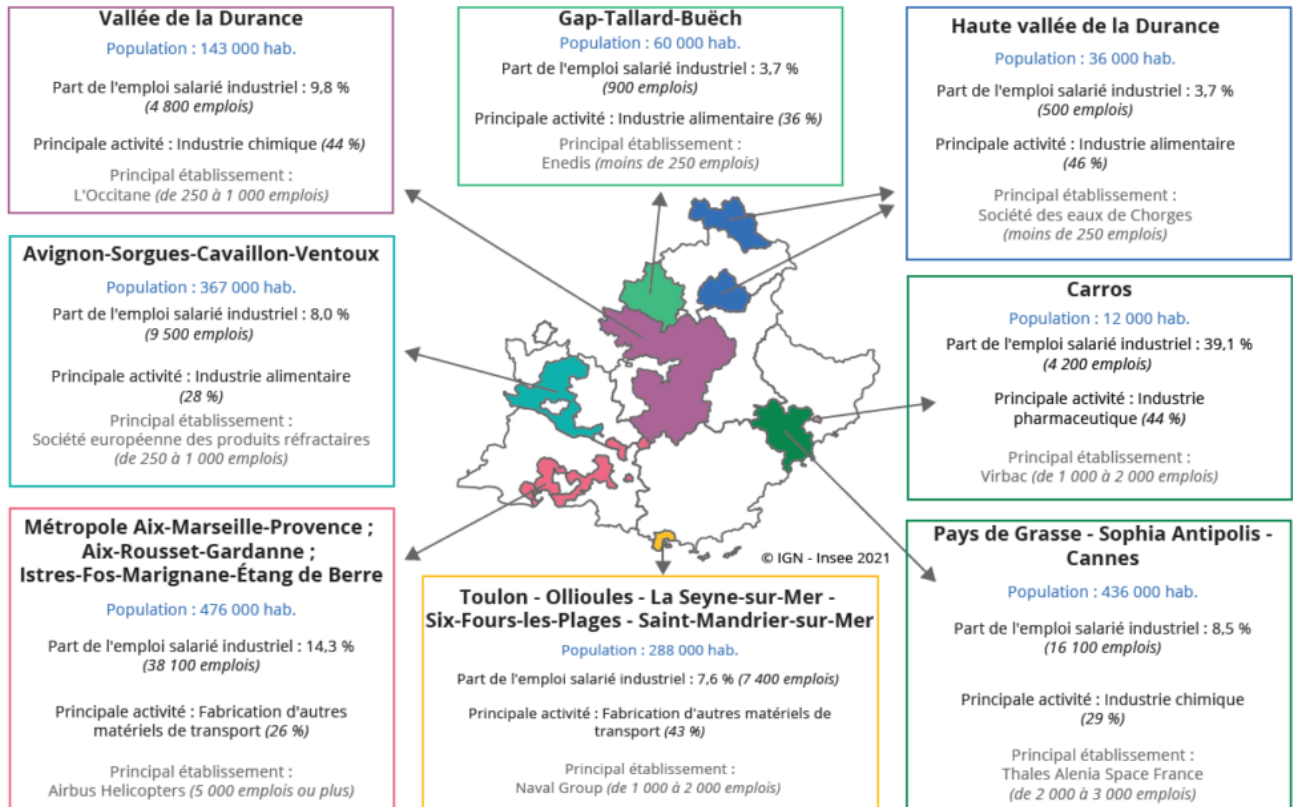 Vallée de la Durance
Population : 143 000 hab.
Part de l'emploi salarié industriel : 9,8 %
(4 800 emplois)
Principale activité : Industrie chimique (44 %)
Principal établissement :
L'Occitane (de 250 à 1 000 emplois)
Gap-Tallard-Buëch
Population : 60 000 hab.
Part de l'emploi salarié industriel : 3,7 %
(900 emplois)
Principale activité : Industrie alimentaire (36 %)
Principal établissement :
Enedis (moins de 250 emplois)
Haute vallée de la Durance
Population : 36 000 hab.
Part de l'emploi salarié industriel : 3,7 %
(500 emplois)
Principale activité : Industrie alimentaire
(46 %)
Principal établissement :
Société des eaux de Chorges
(moins de 250 emplois)
Avignon-Sorgues-Cavaillon-Ventoux
Population : 367 000 hab.
Part de l'emploi salarié industriel : 8,0 %
(9 500 emplois)
Principale activité : Industrie alimentaire
(28 %)
Principal établissement :
Société européenne des produits réfractaires
(de 250 à 1 000 emplois)
Carros
Population : 12 000 hab.
Part de l'emploi salarié industriel : 39,1 %
(4 200 emplois)
Principale activité : Industrie
pharmaceutique (44 %)
Principal établissement :
Virbac (de 1 000 à 2 000 emplois)
Métropole Aix-Marseille-Provence ;
Aix-Rousset-Gardanne ;
Istres-Fos-Marignane-Étang de Berre
Population : 476 000 hab.
Part de l'emploi salarié industriel : 14,3 %
(38 100 emplois)
Principale activité : Fabrication d'autres
matériels de transport (26 %)
Principal établissement :
Airbus Helicopters (5 000 emplois ou plus)
© IGN - Insee 2021
Toulon - Ollioules - La Seyne-sur-Mer -
Six-Fours-les-Plages - Saint-Mandrier-sur-Mer
Population : 288 000 hab.
Part de l'emploi salarié industriel : 7,6 % (7 400 emplois)
Principale activité : Fabrication d'autres matériels de
transport (43 %)
Principal établissement :
Naval Group (de 1 000 à 2 000 emplois)
Pays de Grasse - Sophia Antipolis -
Cannes
Population : 436 000 hab.
Part de l'emploi salarié industriel : 8,5 %
(16 100 emplois)
Principale activité : Industrie chimique
(29 %)
Principal établissement :
Thales Alenia Space France
(de 2 000 à 3 000 emplois)